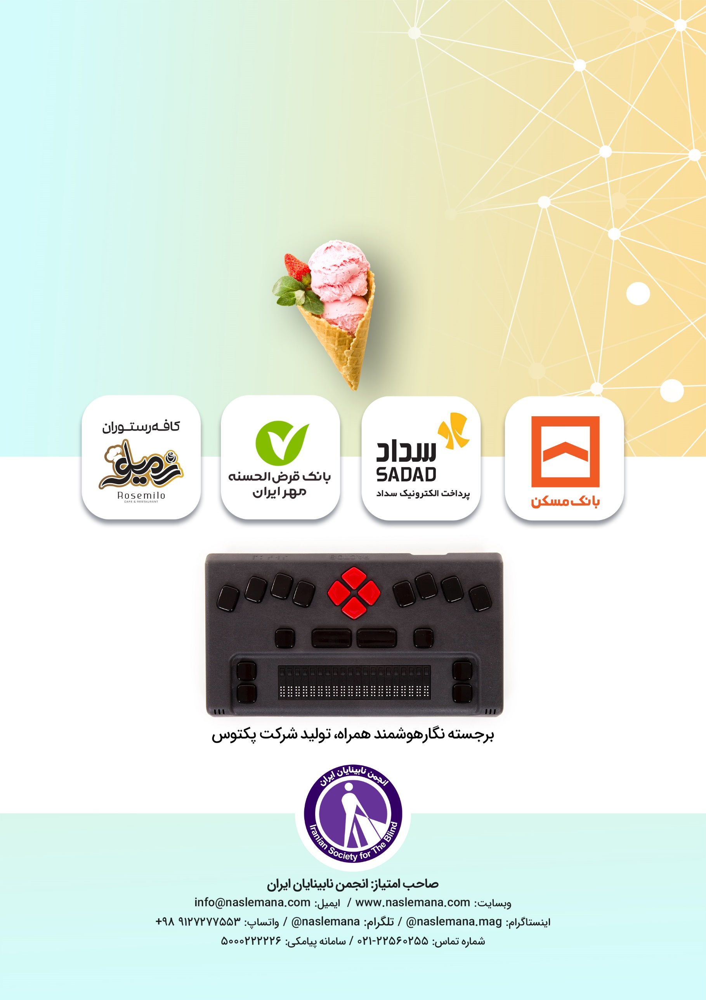 بانک مسکن
سداد
SADAD
پرداخت الکترونیک سداد
بانک قرض الحسنه
مهر ایران
کافه رستوران
رزمیلو
Rosemilo
CAFE & RESTAURANT
PACTOS
برجسته نگارهوشمند همراه، تولید شرکت پکتوس
انجمن نابینایان ایران
Iranian Society for The Blind
صاحب امتیاز: انجمن نابینایان ایران
وبسایت: www.naslemana.com / ایمیل: info@naslemana.com
اینستاگرام: @naslemana.mag / تلگرام: @naslemana / واتساپ: ۹۱۲۷۲۷۷۵۵۳ ۹۸+
شماره تماس: ۰۲۱-۲۲۵۶۰۲۵۵ / سامانه پیامکی: ۵۰۰۰۲۲۲۲۲۶